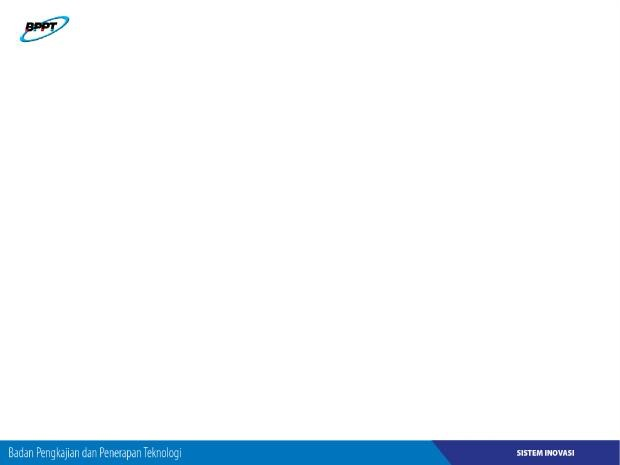 BPPT
Badan Pengkajian dan Penerapan Teknologi
SISTEM INOVASI